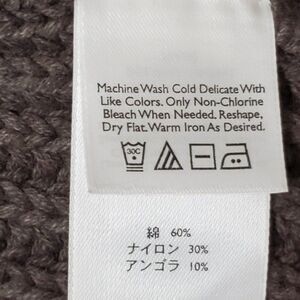 Machine Wash Cold Delicate With
Like Colors. Only Non-Chlorine
Bleach When Needed. Reshape,
Dry Flat. Warm Iron As Desired.
30C
綿 60%
ナイロン 30%
アンゴラ 10%